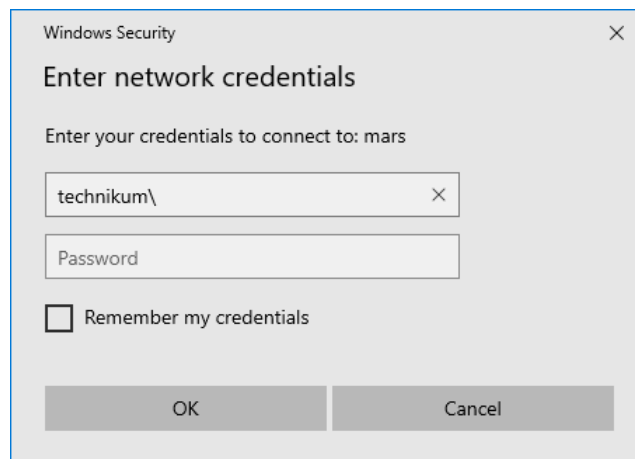 Windows Security
Enter network credentials
Enter your credentials to connect to: mars
technikum\
Password
Remember my credentials
OK
Cancel